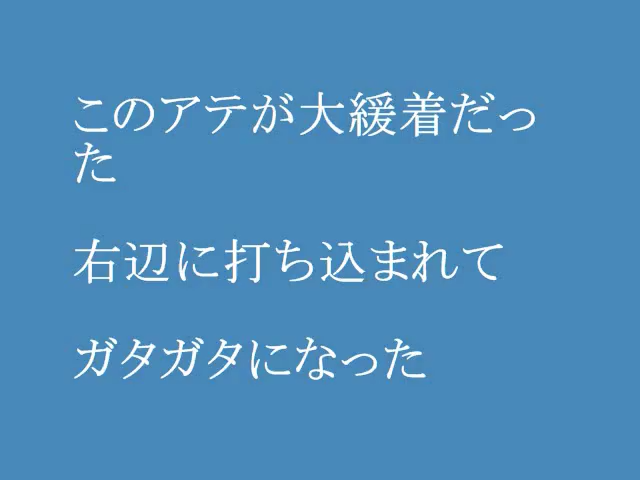 このアテが大緩着だっ
た
右辺に打ち込まれて
ガタガタになった